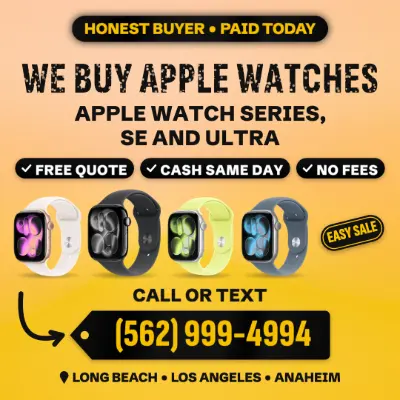 HONEST BUYER • PAID TODAY
WE BUY APPLE WATCHES
APPLE WATCH SERIES,
SE AND ULTRA
✓ FREE QUOTE ✓ CASH SAME DAY ✓ NO FEES
EASY SALE
CALL OR TEXT
(562) 999-4994
LONG BEACH • LOS ANGELES • ANAHEIM